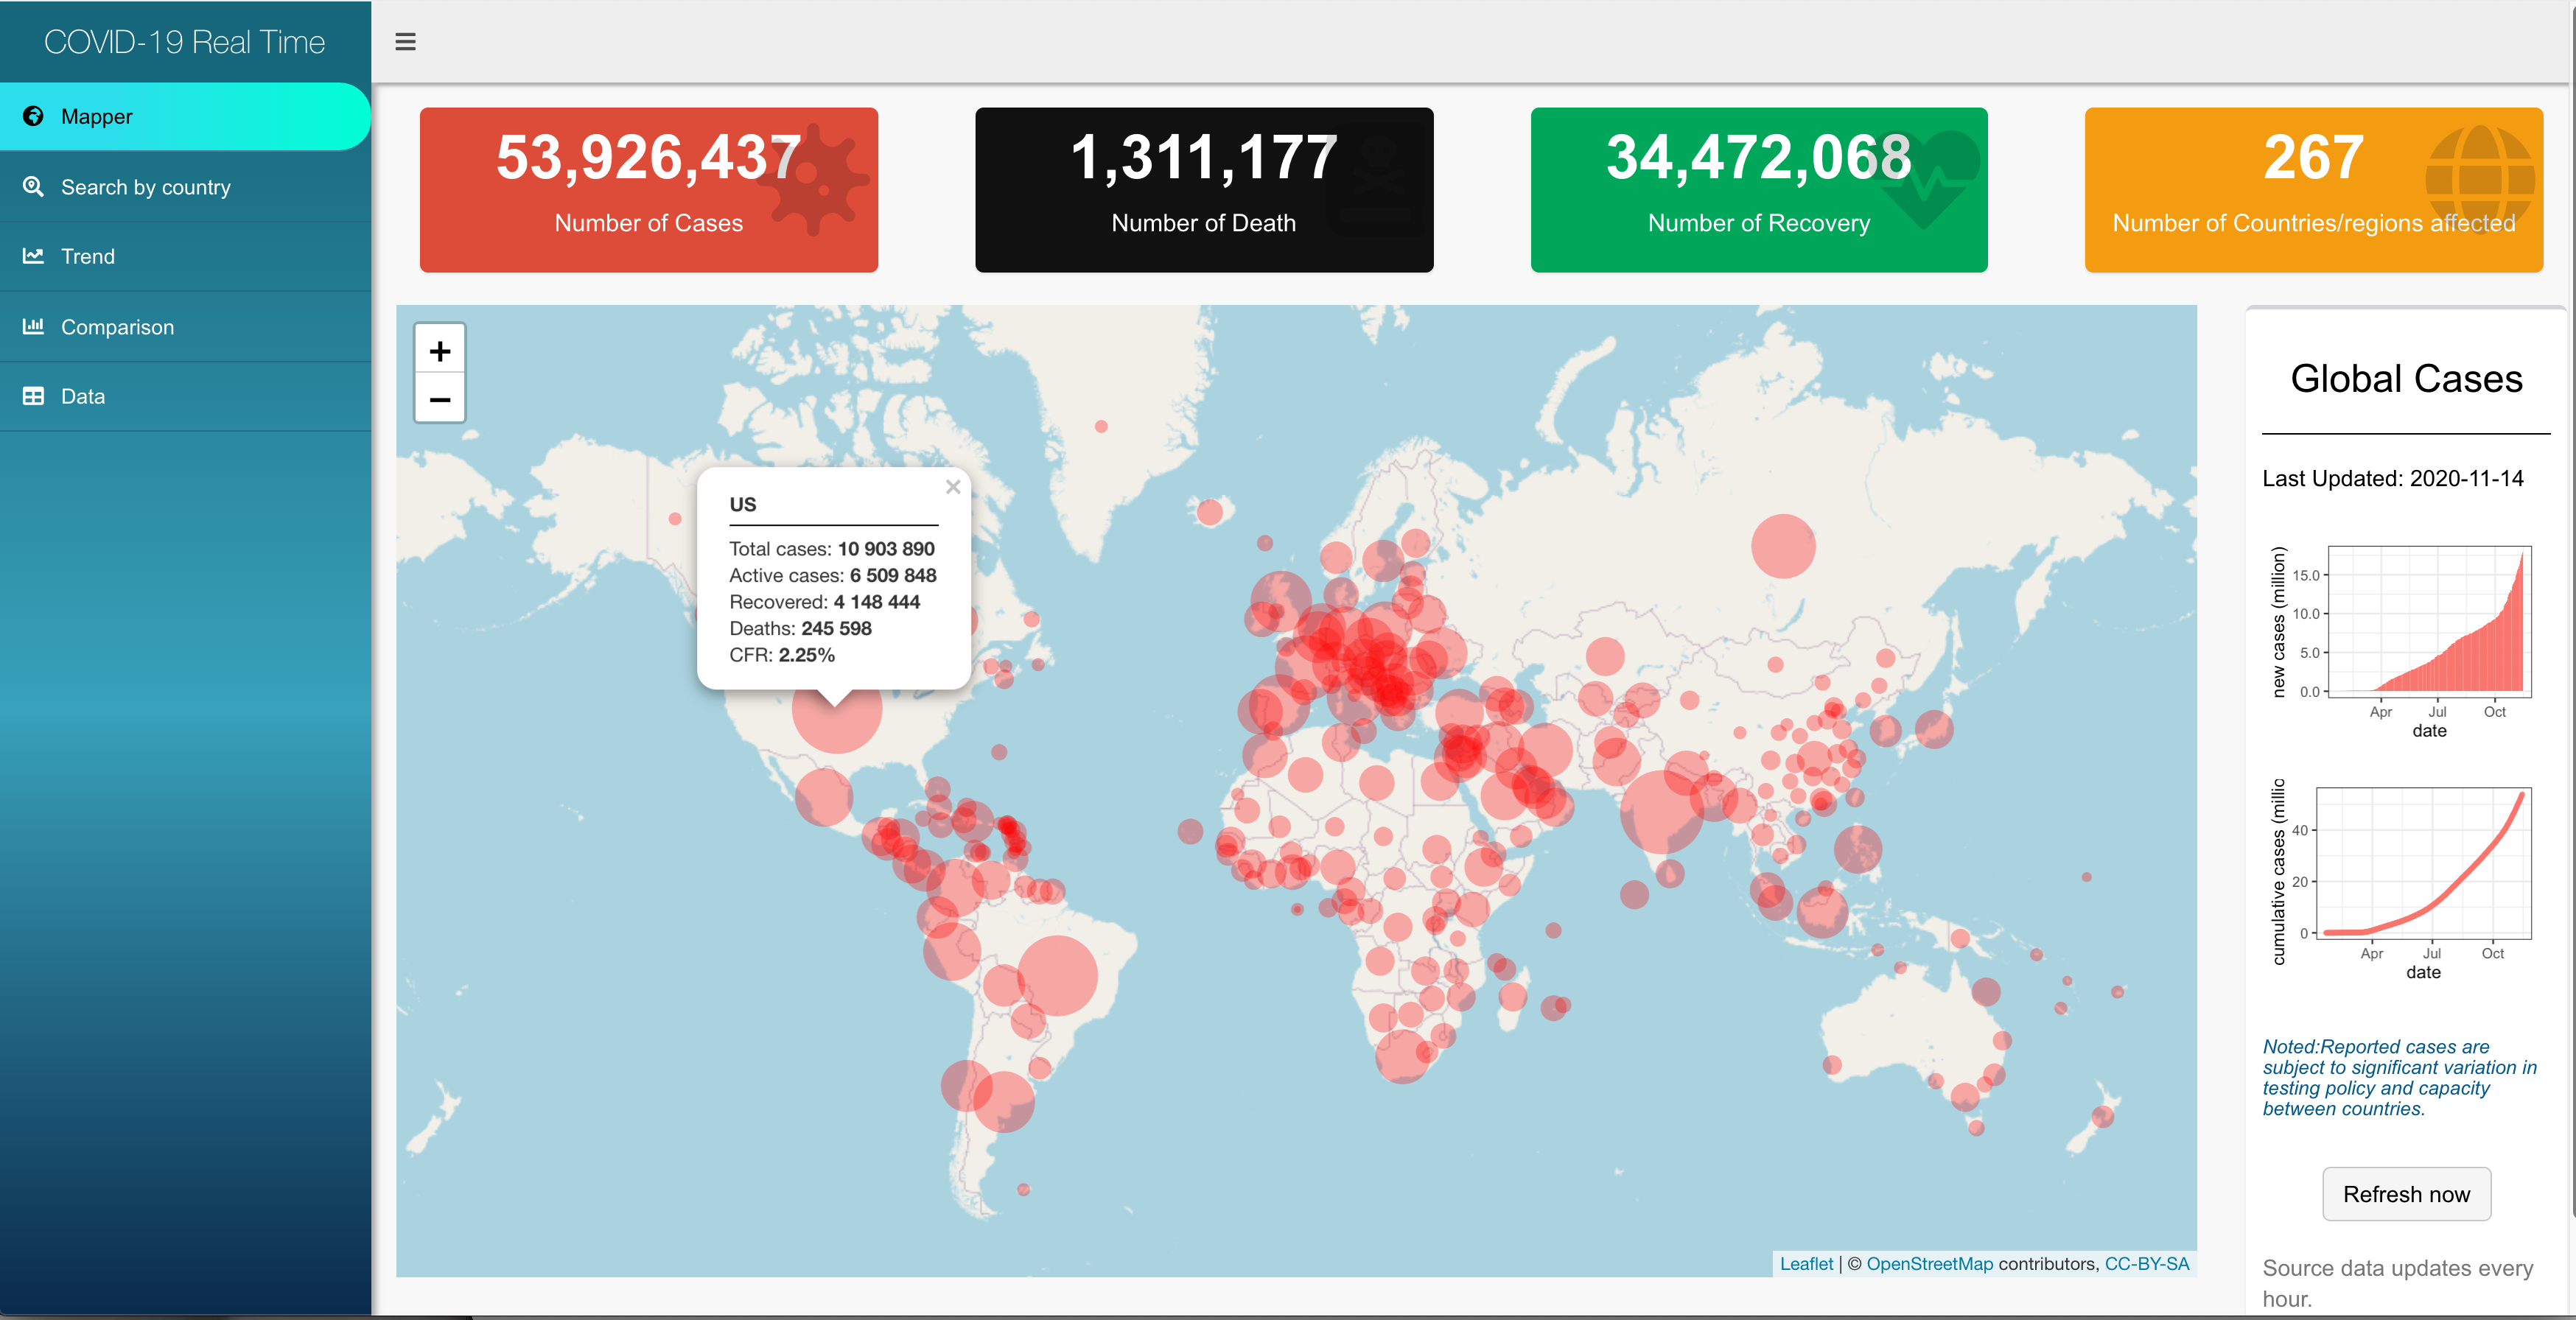 COVID-19 Real Time
Mapper
Search by country
Trend
Comparison
Data
53,926,437
Number of Cases
1,311,177
Number of Death
34,472,068
Number of Recovery
267
Number of Countries/regions affected
+
−
US
×
Total cases: 10 903 890
Active cases: 6 509 848
Recovered: 4 148 444
Deaths: 245 598
CFR: 2.25%
Leaflet | © OpenStreetMap contributors, CC-BY-SA
Global Cases
Last Updated: 2020-11-14
new cases (million)
15.0
10.0
5.0
0.0
Apr Jul Oct
date
cumulative cases (millio
40
20
0
Apr Jul Oct
date
Noted:Reported cases are
subject to significant variation in
testing policy and capacity
between countries.
Refresh now
Source data updates every
hour.